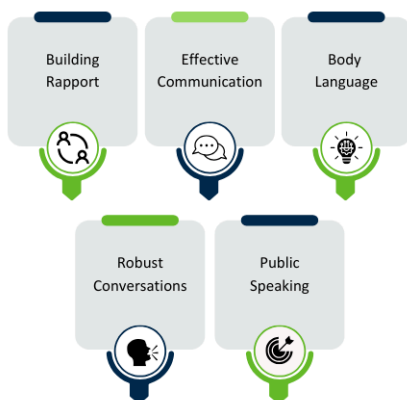 Building
Rapport
Effective
Communication
Body
Language
Robust
Conversations
Public
Speaking